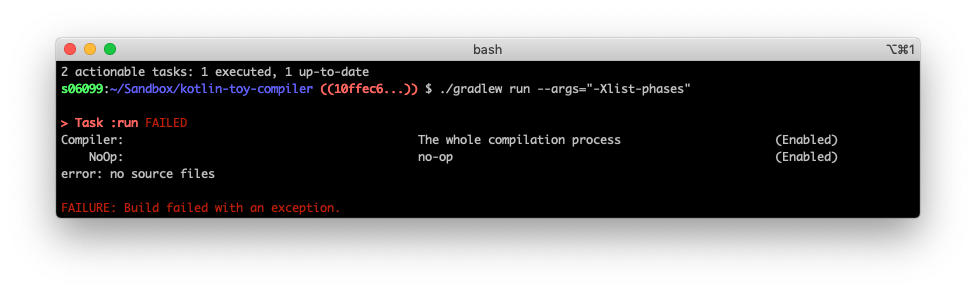 bash
⌥⌘1
2 actionable tasks: 1 executed, 1 up-to-date
s06099:~/Sandbox/kotlin-toy-compiler ((10ffec6...)) $ ./gradlew run --args="-Xlist-phases"
> Task :run FAILED
Compiler: The whole compilation process (Enabled)
NoOp: no-op (Enabled)
error: no source files
FAILURE: Build failed with an exception.